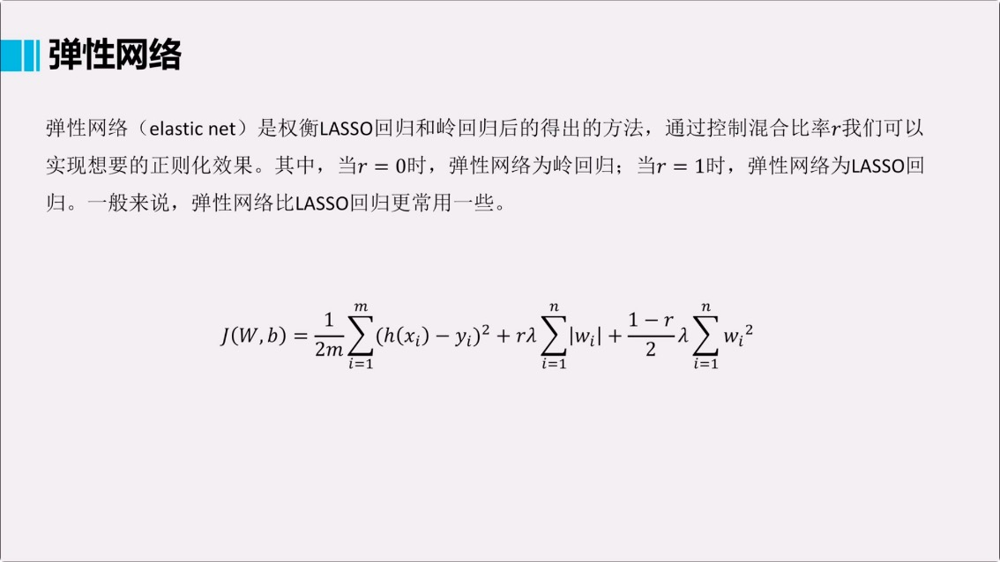 弹性网络
弹性网络（elastic net）是权衡LASSO回归和岭回归后的得出的方法，通过控制混合比率𝑟我们可以
实现想要的正则化效果。其中，当𝑟 = 0时，弹性网络为岭回归；当𝑟 = 1时，弹性网络为LASSO回
归。一般来说，弹性网络比LASSO回归更常用一些。
J(W, b) = \frac{1}{2m} \sum_{i=1}^{m} (h(x_i) − y_i)^2 + rλ \sum_{i=1}^{n} |w_i| + \frac{1 − r}{2} λ \sum_{i=1}^{n} {w_i}^2